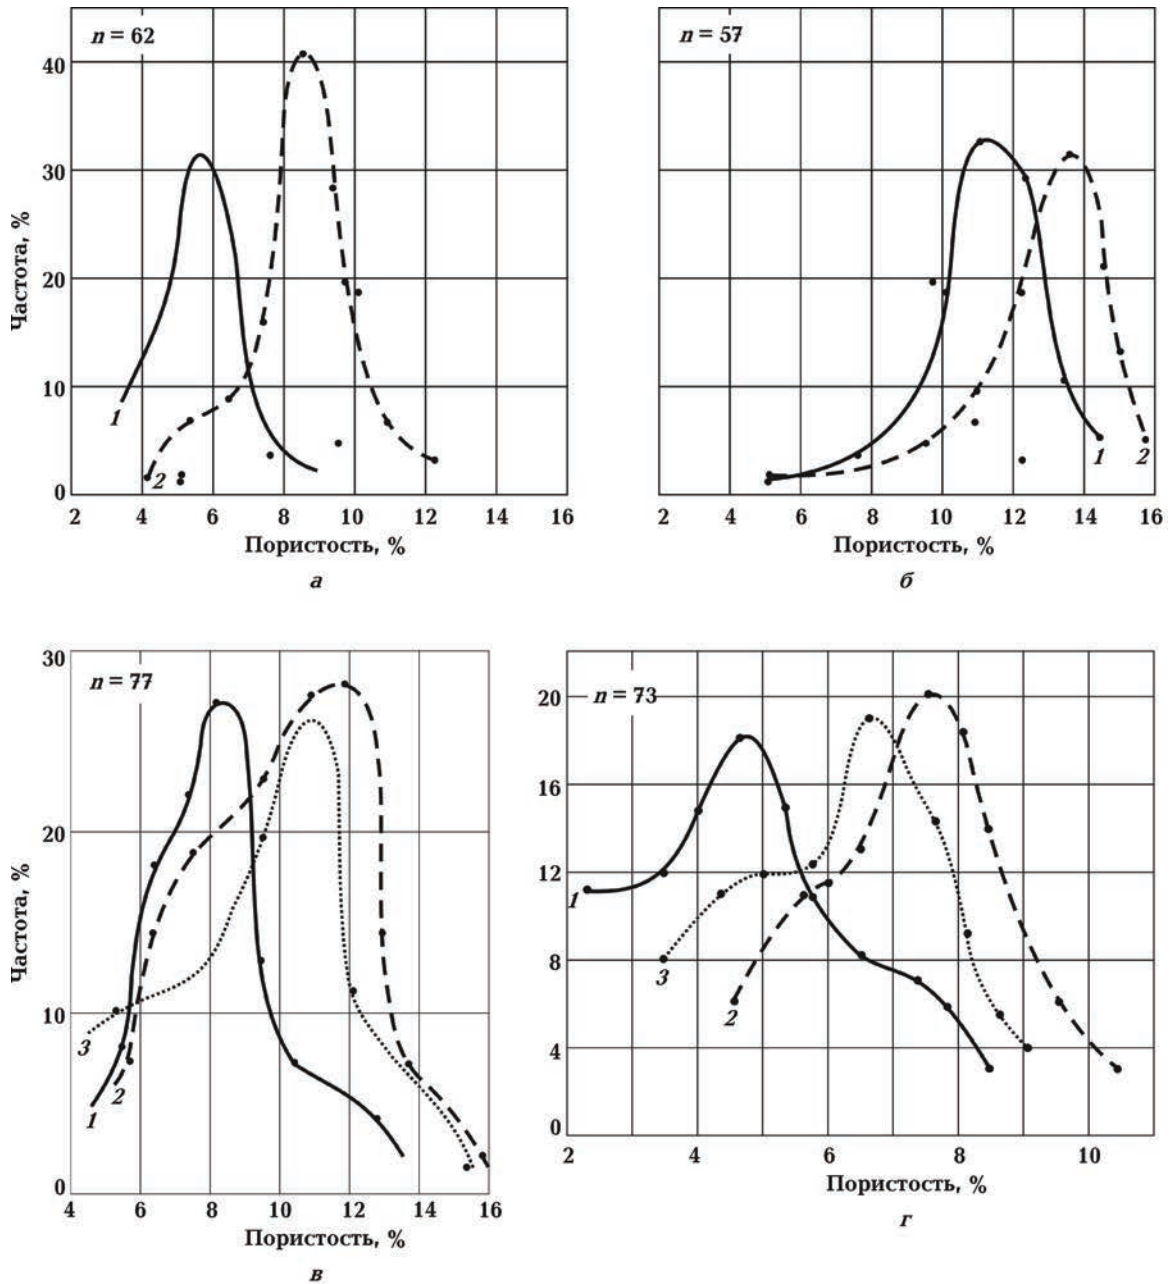 n = 62
40
30
20
10
0
Частота, %
1
2
2 4 6 8 10 12 14 16
Пористость, %
а
n = 57
1
2
2 4 6 8 10 12 14 16
Пористость, %
б
30
n = 77
20
10
0
Частота, %
3
1
2
4 6 8 10 12 14 16
Пористость, %
в
20
n = 73
16
12
8
4
0
1
3
2
2 4 6 8 10
Пористость, %
г